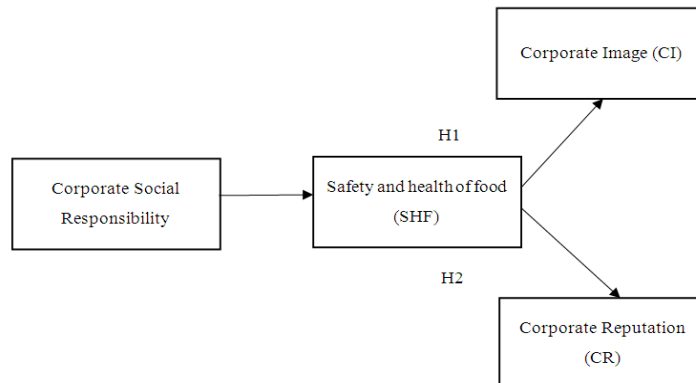 Corporate Image (CI)
H1
Corporate Social
Responsibility
Safety and health of food
(SHF)
H2
Corporate Reputation
(CR)